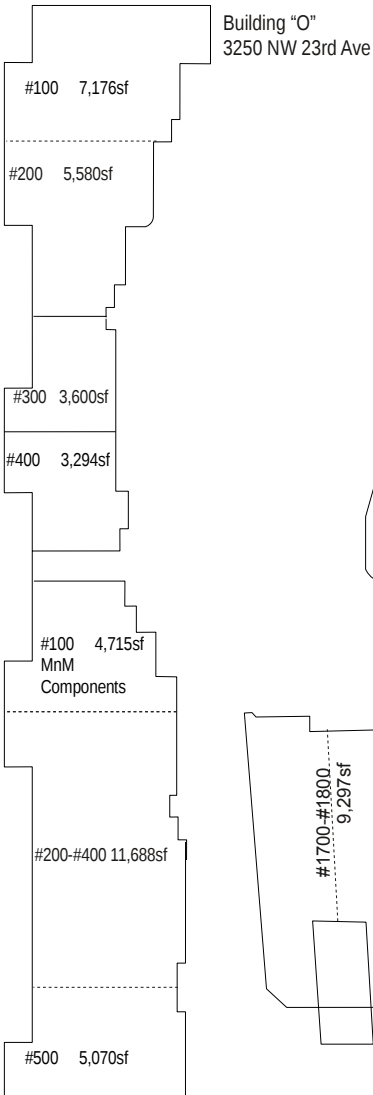 Building “O”
3250 NW 23rd Ave
#100 7,176sf
#200 5,580sf
#300 3,600sf
#400 3,294sf
#100 4,715sf
MnM
Components
#200-#400 11,688sf
#500 5,070sf
#1700-#1800
9,297sf